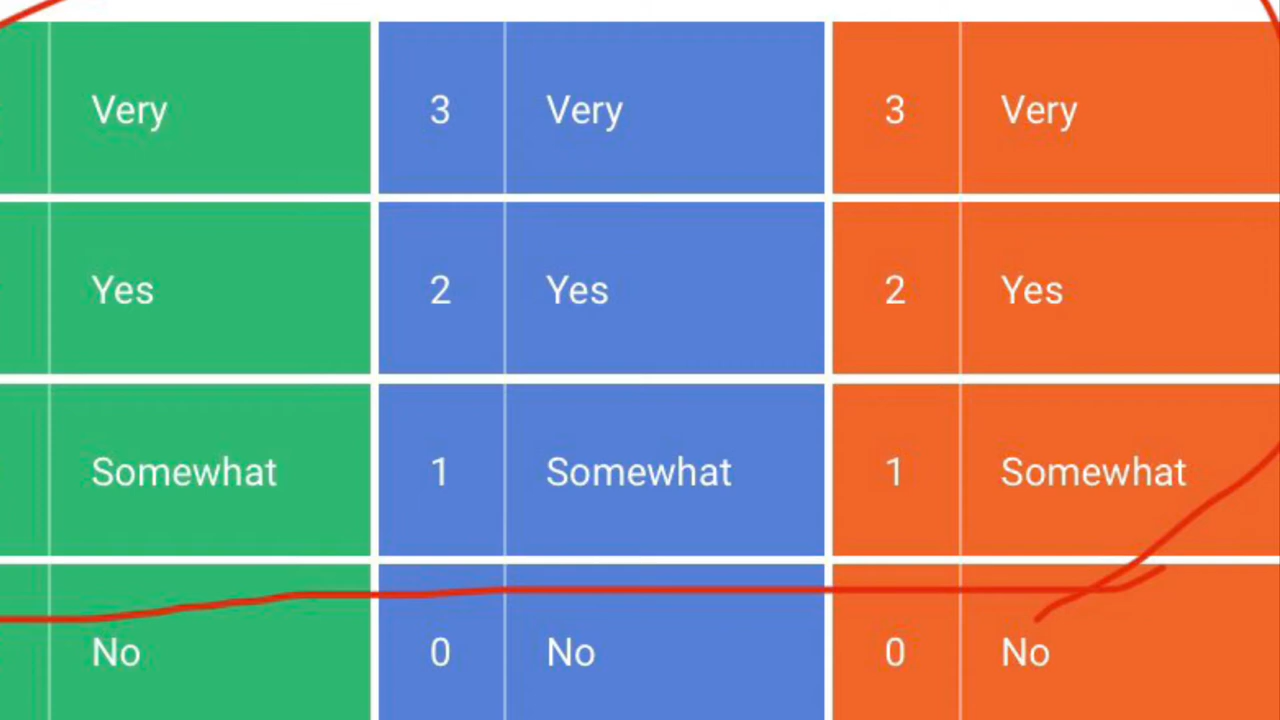 Very 3 Very 3 Very
Yes 2 Yes 2 Yes
Somewhat 1 Somewhat 1 Somewhat
No 0 No 0 No